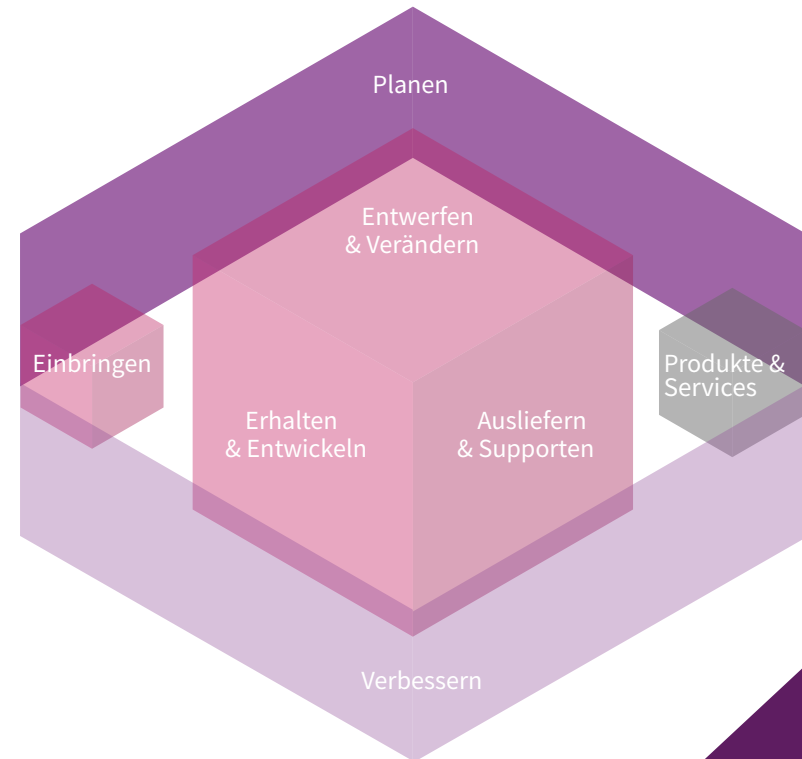 Planen
Entwerfen
& Verändern
Einbringen
Produkte &
Services
Erhalten
& Entwickeln
Ausliefern
& Supporten
Verbessern